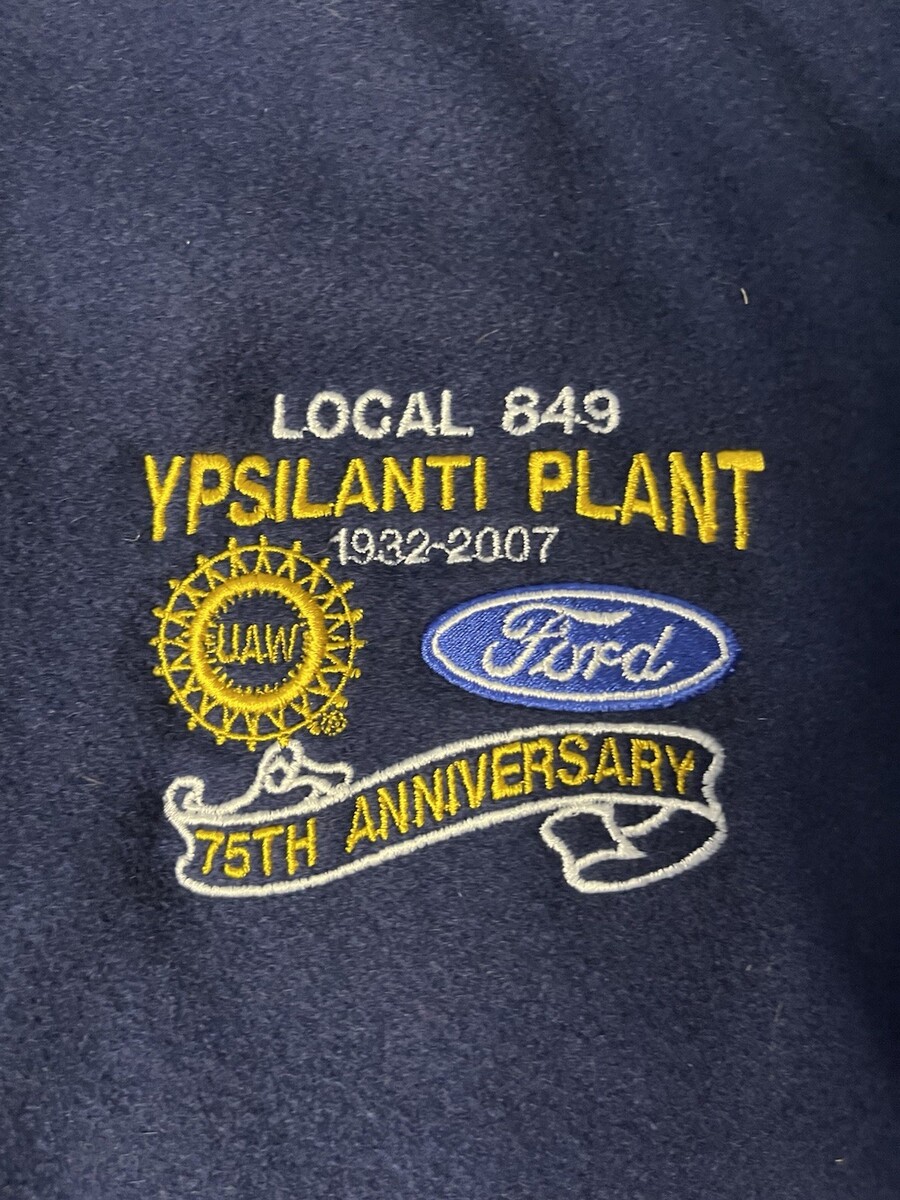 LOCAL 849
YPSILANTI PLANT
1932-2007
UAW
Ford
75TH ANNIVERSARY